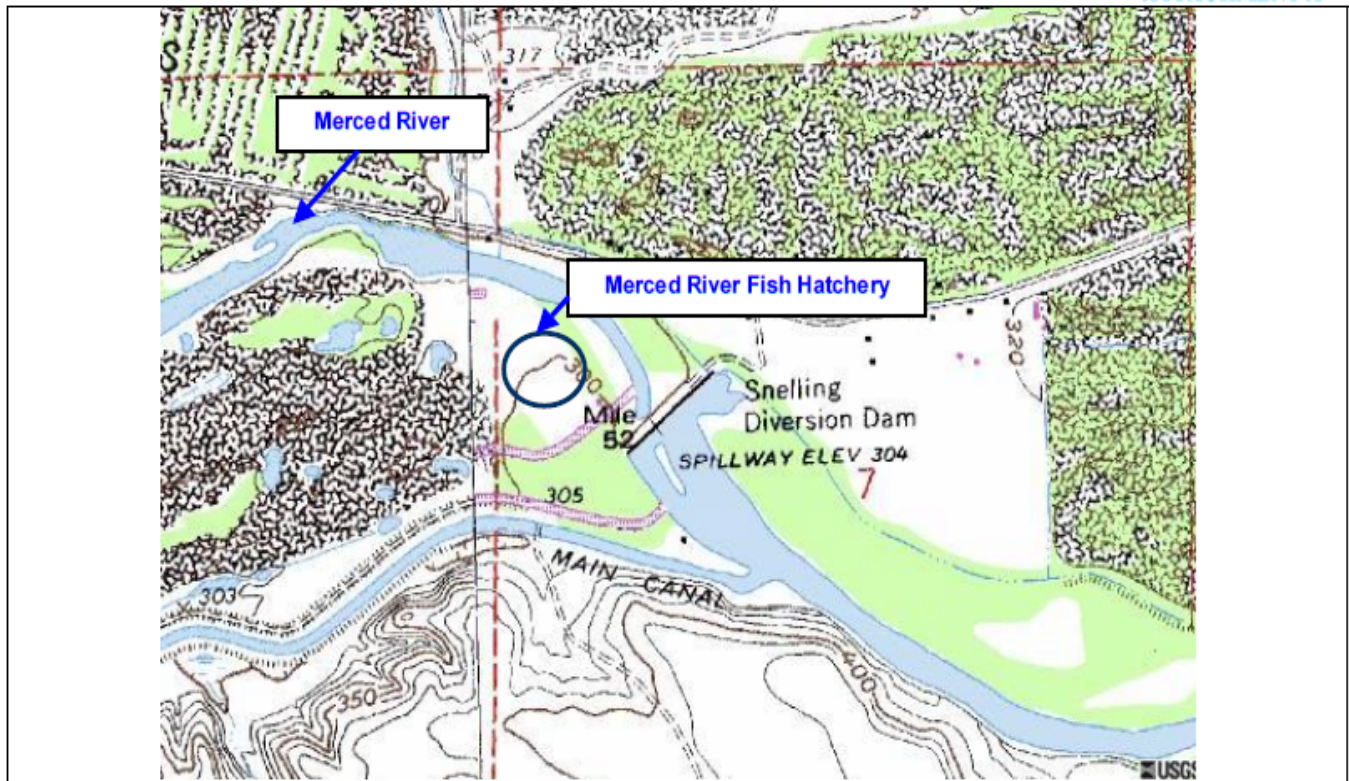 S
317
Merced River
Merced River Fish Hatchery
320
300
Mile
52
Snelling
Diversion Dam
SPILLWAY ELEV 304
7
305
MAIN CANAL
303
350
400
USGS